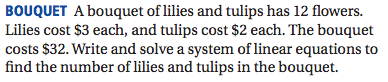 BOUQUET A bouquet of lilies and tulips has 12 flowers.
Lilies cost $3 each, and tulips cost $2 each. The bouquet
costs $32. Write and solve a system of linear equations to
find the number of lilies and tulips in the bouquet.